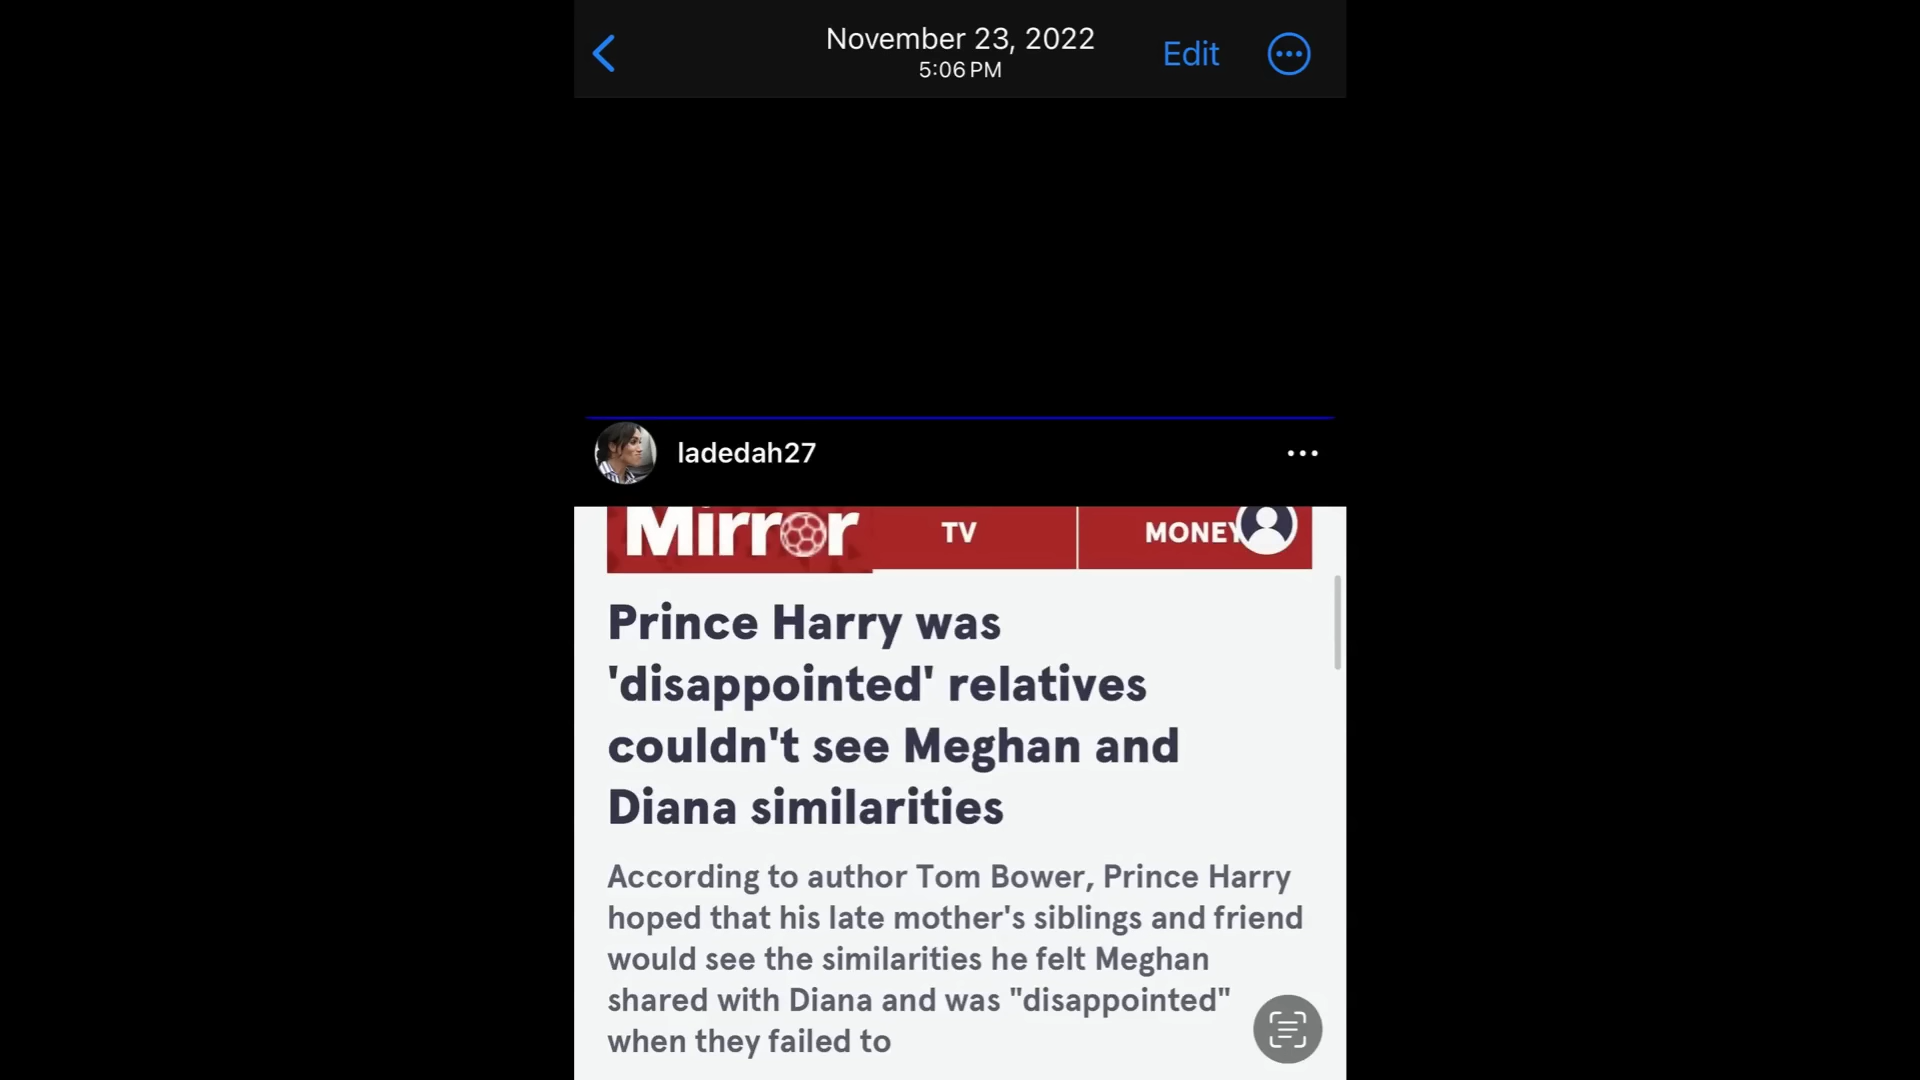 November 23, 2022
5:06 PM
Edit
ladedah27
Mirror
TV
MONEY
Prince Harry was
'disappointed' relatives
couldn't see Meghan and
Diana similarities
According to author Tom Bower, Prince Harry
hoped that his late mother's siblings and friend
would see the similarities he felt Meghan
shared with Diana and was "disappointed"
when they failed to